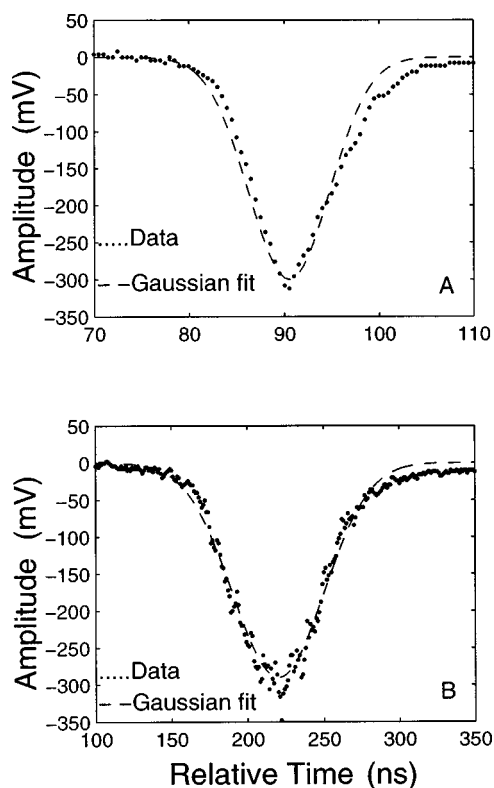 50
0
-50
-100
-150
-200
-250
-300
-350
Amplitude (mV)
.....Data
– –Gaussian fit
A
70 80 90 100 110
50
0
-50
-100
-150
-200
-250
-300
-350
Amplitude (mV)
.....Data
– –Gaussian fit
B
100 150 200 250 300 350
Relative Time (ns)